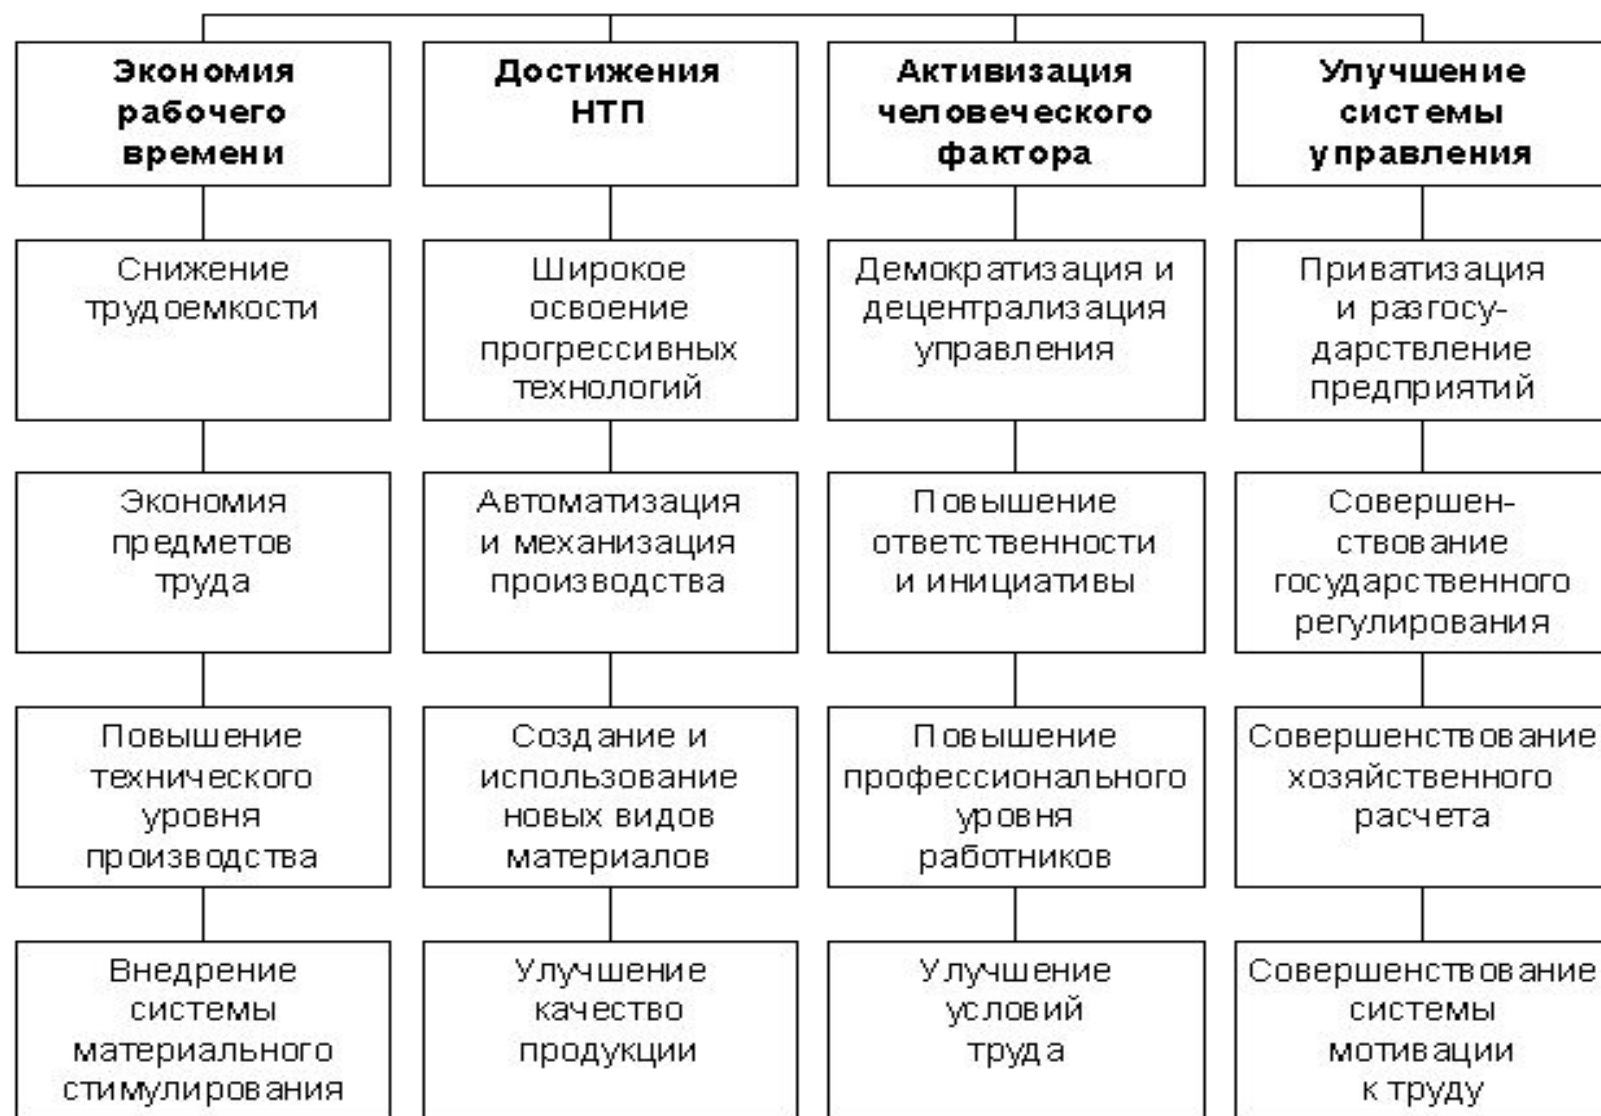 Экономия
рабочего
времени
Достижения
НТП
Активизация
человеческого
фактора
Улучшение
системы
управления
Снижение
трудоемкости
Широкое
освоение
прогрессивных
технологий
Демократизация и
децентрализация
управления
Приватизация
и разгосу-
дарствление
предприятий
Экономия
предметов
труда
Автоматизация
и механизация
производства
Повышение
ответственности
и инициативы
Совершен-
ствование
государственного
регулирования
Повышение
технического
уровня
производства
Создание и
использование
новых видов
материалов
Повышение
профессионального
уровня
работников
Совершенствование
хозяйственного
расчета
Внедрение
системы
материального
стимулирования
Улучшение
качество
продукции
Улучшение
условий
труда
Совершенствование
системы
мотивации
к труду